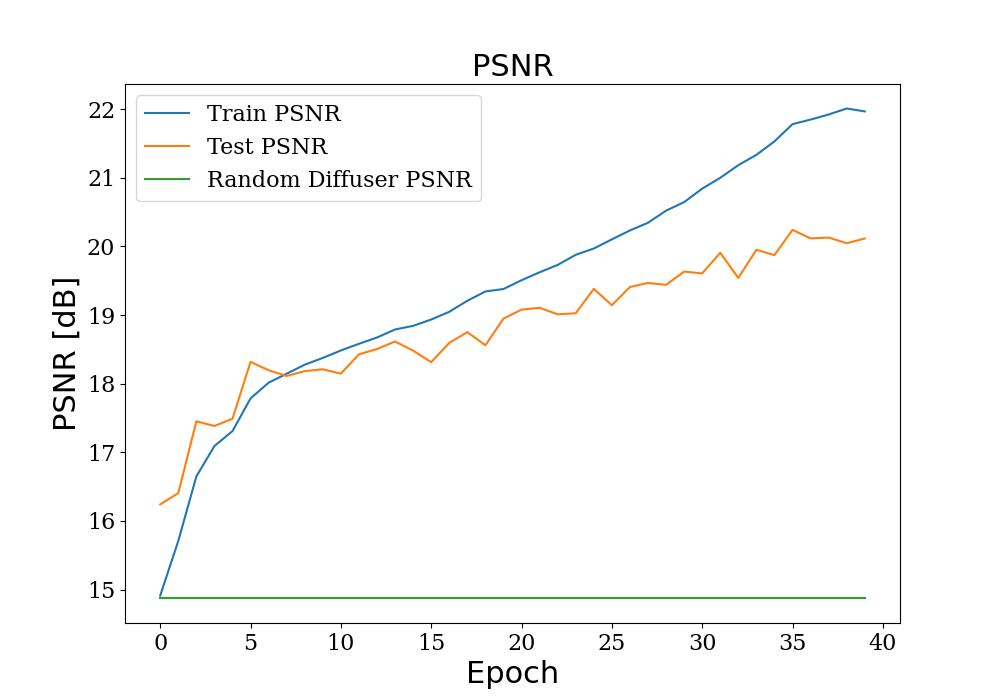 PSNR
Train PSNR
Test PSNR
Random Diffuser PSNR
PSNR [dB]
22
21
20
19
18
17
16
15
0 5 10 15 20 25 30 35 40
Epoch